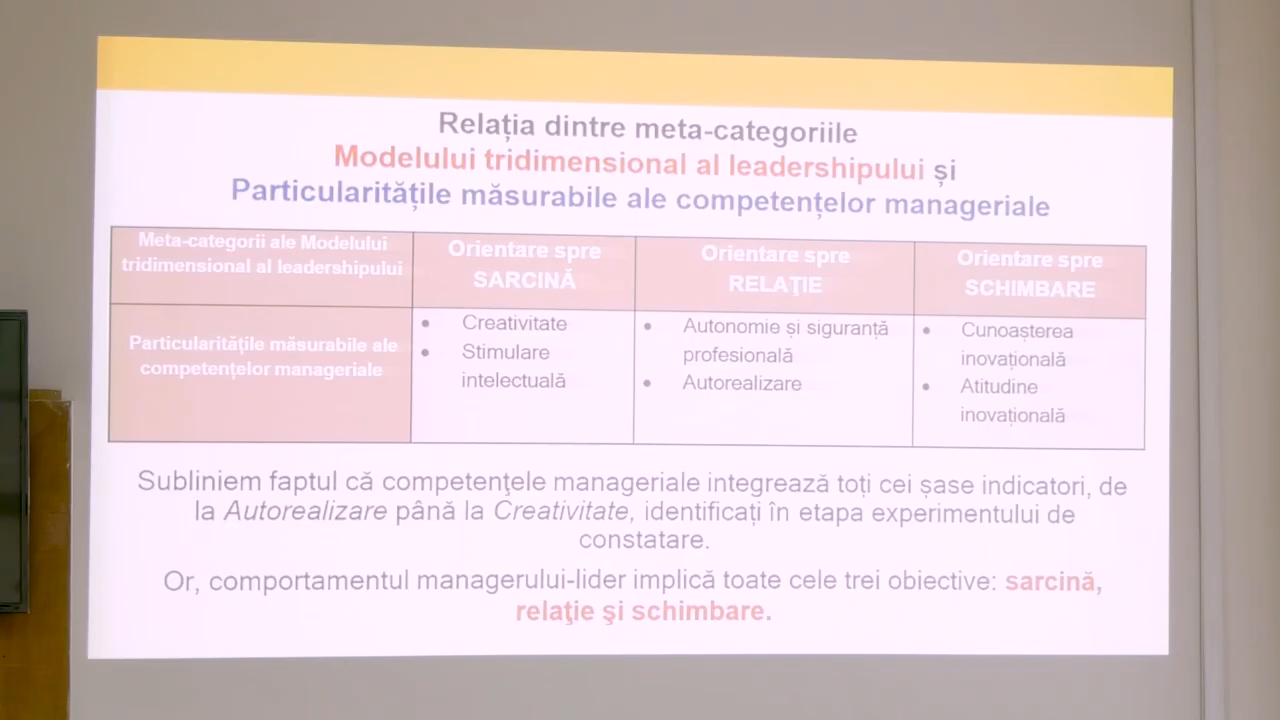 Relația dintre meta-categoriile
Modelului tridimensional al leadershipului și
Particularitățile măsurabile ale competențelor manageriale
Meta-categorii ale Modelului
tridimensional al leadershipului
Orientare spre
SARCINĂ
Orientare spre
RELAŢIE
Orientare spre
SCHIMBARE
Particularitățile măsurabile ale
competențelor manageriale
• Creativitate
• Stimulare
intelectuală
• Autonomie și siguranță
profesională
• Autorealizare
• Cunoașterea
inovațională
• Atitudine
inovațională
Subliniem faptul că competenţele manageriale integrează toți cei șase indicatori, de
la Autorealizare până la Creativitate, identificați în etapa experimentului de
constatare.
Or, comportamentul managerului-lider implică toate cele trei obiective: sarcină,
relaţie şi schimbare.